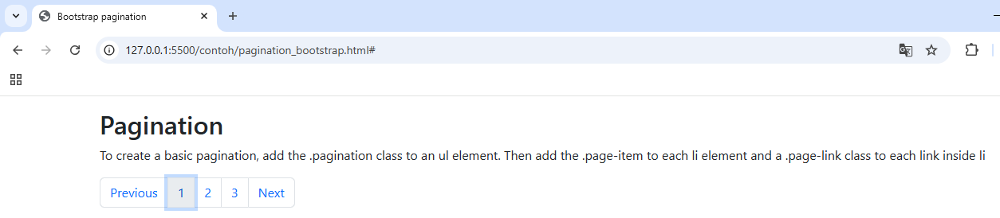 Bootstrap pagination
127.0.0.1:5500/contoh/pagination_bootstrap.html#
Pagination
To create a basic pagination, add the .pagination class to an ul element. Then add the .page-item to each li element and a .page-link class to each link inside li
Previous 1 2 3 Next